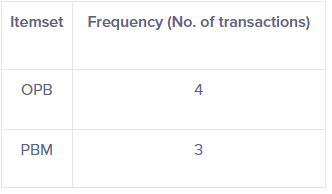 Itemset Frequency (No. of transactions)
OPB 4
PBM 3